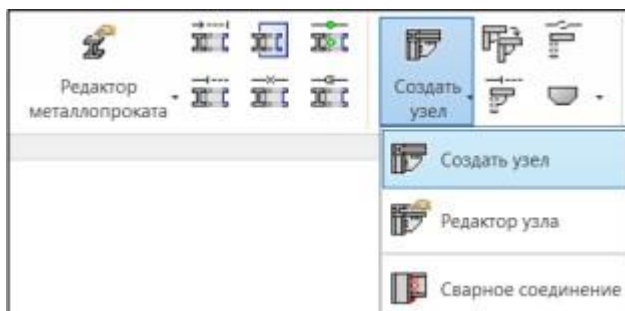 Редактор
металлопроката
Создать
узел
Создать узел
Редактор узла
Сварное соединение